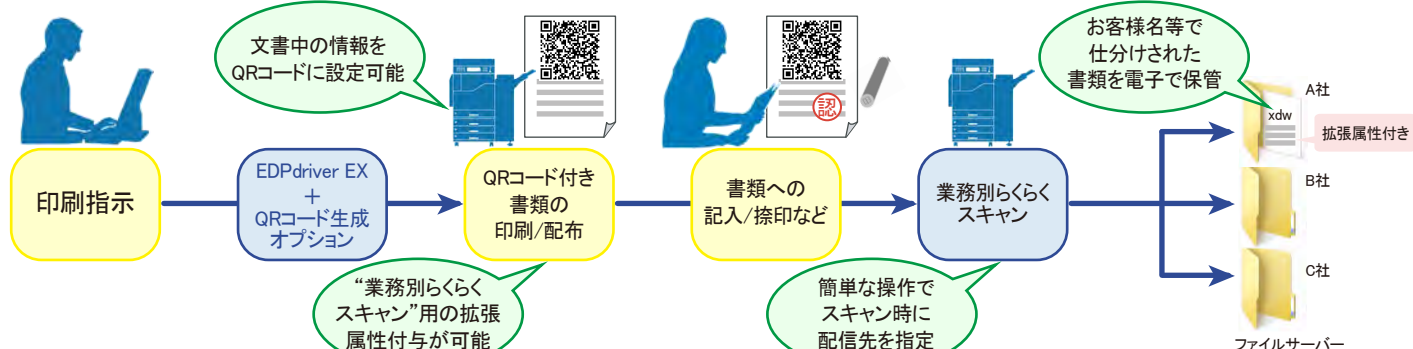 文書中の情報を
QRコードに設定可能
認
お客様名等で
仕分けされた
書類を電子で保管
A社
xdw
拡張属性付き
印刷指示
EDPdriver EX
+
QRコード生成
オプション
QRコード付き
書類の
印刷/配布
書類への
記入/捺印など
業務別らくらく
スキャン
B社
C社
“業務別らくらく
スキャン”用の拡張
属性付与が可能
簡単な操作で
スキャン時に
配信先を指定
ファイルサーバー